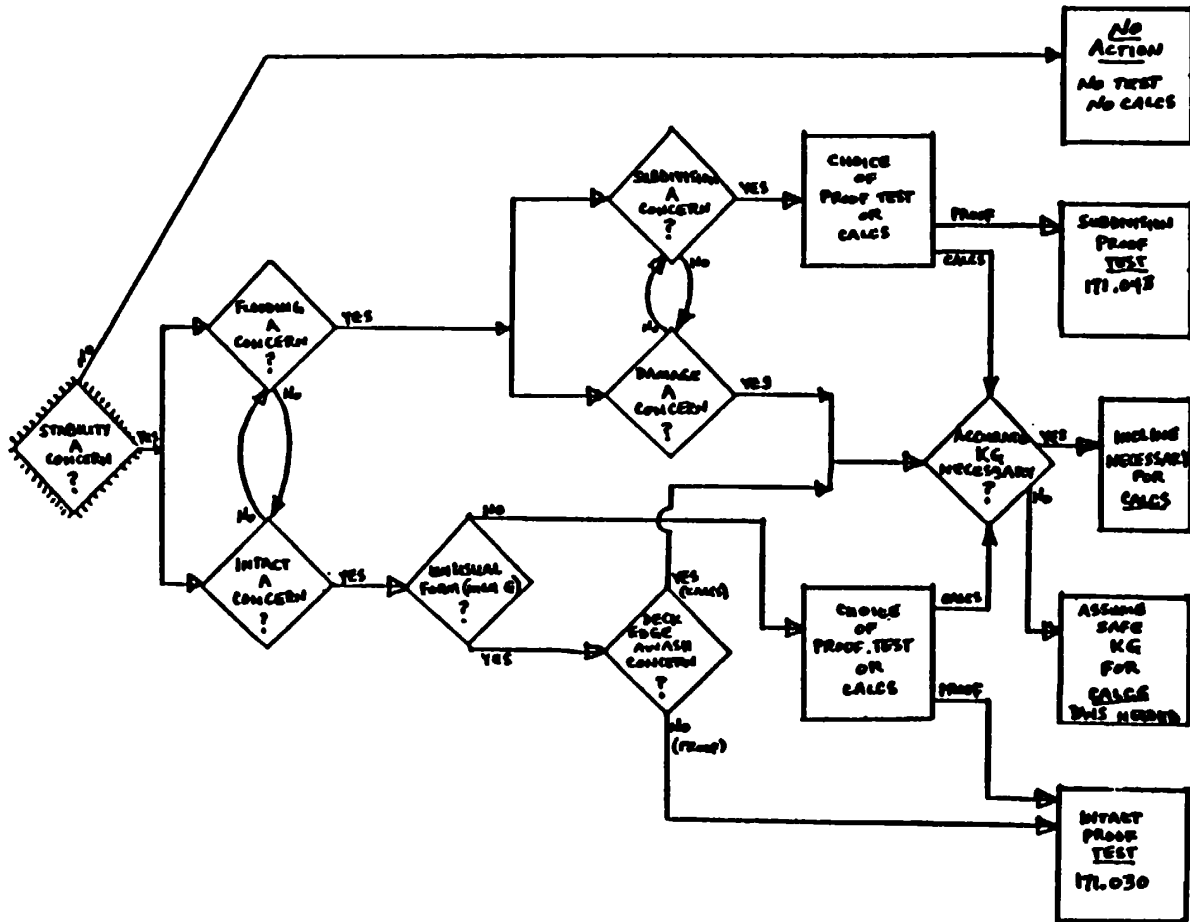 NO
ACTION
NO TEST
NO CALCS
SUBDIVISION
A
CONCERN
?
YES
NO
CHOICE
OF
PROOF TEST
OR
CALCS
PROOF
CALCS
SUBDIVISION
PROOF
TEST
171.043
FLOODING
A
CONCERN
?
YES
NO
NO
DAMAGE
A
CONCERN
?
YES
NO
STABILITY
A
CONCERN
?
YES
NO
ACCURATE
KG
NECESSARY
?
YES
NO
INCLINE
NECESSARY
FOR
CALCS
INTACT
A
CONCERN
?
YES
NO
UNUSUAL
?
NO
YES
YES
(CALCS)
DECK
EDGE
AWASH
CONCERN
?
NO
(PROOF)
CHOICE
OF
PROOF TEST
OR
CALCS
CALCS
PROOF
ASSUME
SAFE
KG
FOR
CALCS
NEEDED
INTACT
PROOF
TEST
171.030